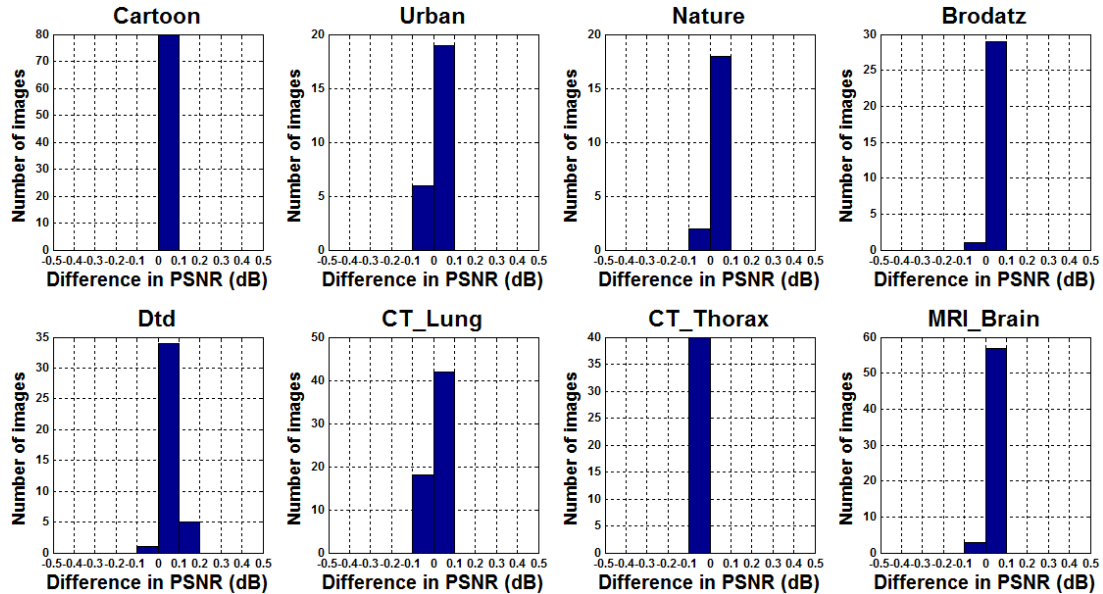 Cartoon
Number of images
80
70
60
50
40
30
20
10
0
-0.5-0.4-0.3-0.2-0.1 0 0.1 0.2 0.3 0.4 0.5
Difference in PSNR (dB)
Urban
Number of images
20
15
10
5
0
-0.5-0.4-0.3-0.2-0.1 0 0.1 0.2 0.3 0.4 0.5
Difference in PSNR (dB)
Nature
Number of images
20
15
10
5
0
-0.5-0.4-0.3-0.2-0.1 0 0.1 0.2 0.3 0.4 0.5
Difference in PSNR (dB)
Brodatz
Number of images
30
25
20
15
10
5
0
-0.5-0.4-0.3-0.2-0.1 0 0.1 0.2 0.3 0.4 0.5
Difference in PSNR (dB)
Dtd
Number of images
35
30
25
20
15
10
5
0
-0.5-0.4-0.3-0.2-0.1 0 0.1 0.2 0.3 0.4 0.5
Difference in PSNR (dB)
CT_Lung
Number of images
50
40
30
20
10
0
-0.5-0.4-0.3-0.2-0.1 0 0.1 0.2 0.3 0.4 0.5
Difference in PSNR (dB)
CT_Thorax
Number of images
40
35
30
25
20
15
10
5
0
-0.5-0.4-0.3-0.2-0.1 0 0.1 0.2 0.3 0.4 0.5
Difference in PSNR (dB)
MRI_Brain
Number of images
60
50
40
30
20
10
0
-0.5-0.4-0.3-0.2-0.1 0 0.1 0.2 0.3 0.4 0.5
Difference in PSNR (dB)